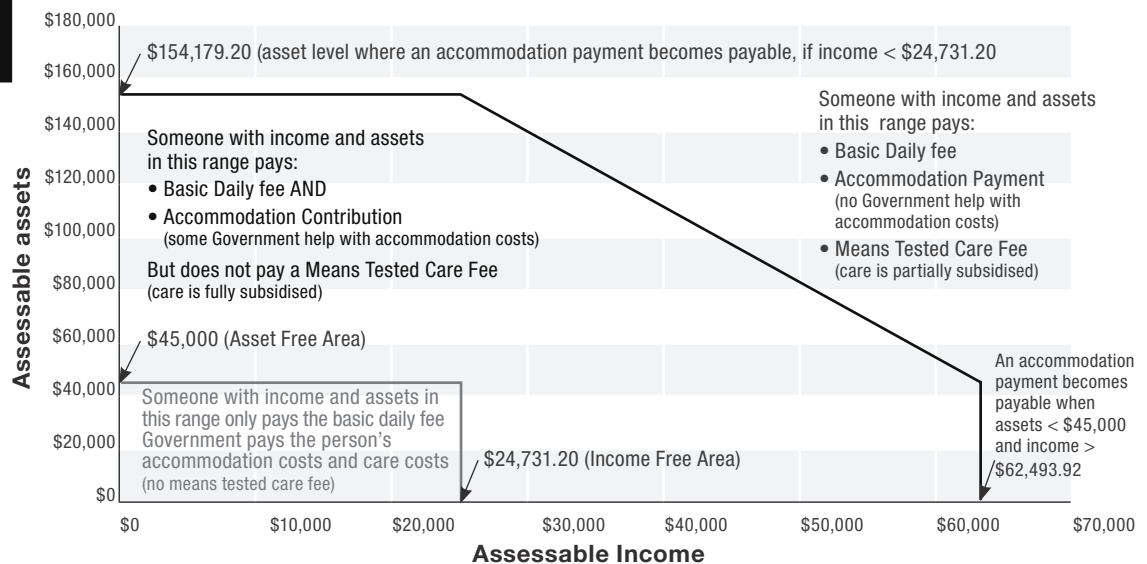 $180,000
$154,179.20 (asset level where an accommodation payment becomes payable, if income < $24,731.20
$160,000
Someone with income and assets
in this range pays:
• Basic Daily fee
• Accommodation Payment
(no Government help with
accommodation costs)
• Means Tested Care Fee
(care is partially subsidised)
$140,000
Someone with income and assets
in this range pays:
• Basic Daily fee AND
• Accommodation Contribution
(some Government help with accommodation costs)
But does not pay a Means Tested Care Fee
(care is fully subsidised)
$120,000
$100,000
$80,000
Assessable assets
$60,000
$45,000 (Asset Free Area)
$40,000
Someone with income and assets in
this range only pays the basic daily fee
Government pays the person's
accommodation costs and care costs
(no means tested care fee)
An accommodation
payment becomes
payable when
assets < $45,000
and income >
$62,493.92
$20,000
$24,731.20 (Income Free Area)
$0
$0 $10,000 $20,000 $30,000 $40,000 $50,000 $60,000 $70,000
Assessable Income